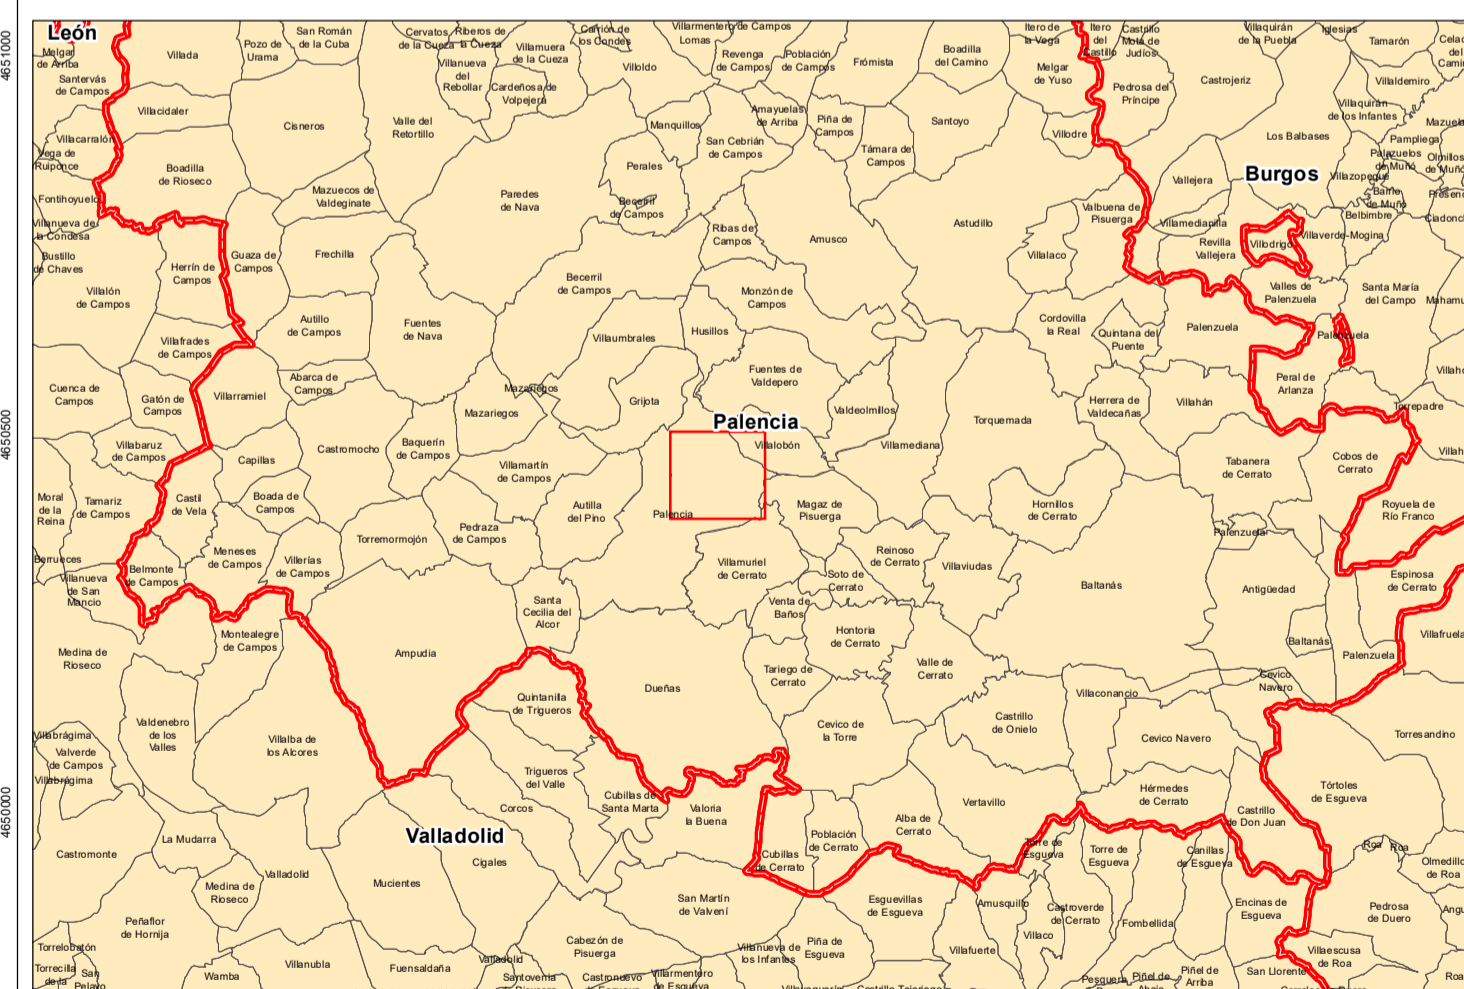 León
Melgar
de Arriba
Villada
Pozo de
Urama
San Román
de la Cuba
Cervatos
de la Cueza
Riberos de
la Cueza
Villamuera
de la Cueza
Carrión de
los Condes
Villarmentero de Campos
Lomas
Revenga
de Campos
Población
de Campos
Frómista
Boadilla
del Camino
Itero de
la Vega
Itero
del
Castillo
Castrillo
Mota de
Judíos
Villaquirán
de la Puebla
Iglesias
Tamarón
4651000
Santervás
de Campos
Villanueva
del
Rebollar
Cardeñosa de
Volpejera
Villoldo
Melgar
de Yuso
Pedrosa del
Príncipe
Castrojeriz
Villaldemiro
Villacidaler
Cisneros
Valle del
Retortillo
Manquillos
Amayuelas
de Arriba
Piña de
Campos
Santoyo
Villodre
Villaquirán
de los Infantes
Los Balbases
Villacarralón
Vega de
Ruiponce
Boadilla
de Rioseco
Perales
San Cebrián
de Campos
Támara de
Campos
Pampliega
Palazuelos
de Muñó
Vallejera
Burgos
Villazopeque
Barrio
de Muñó
Fontihoyuelo
Mazuecos de
Valdeginate
Paredes
de Nava
Becerril
de Campos
Valbuena de
Pisuerga
Belbimbre
Villanueva de
la Condesa
Ribas de
Campos
Amusco
Astudillo
Villamedianilla
Revilla
Vallejera
Villodrigo
Villaverde-Mogina
Bustillo
de Chaves
Herrín de
Campos
Guaza de
Campos
Frechilla
Villalaco
Villalón
de Campos
Becerril
de Campos
Monzón de
Campos
Valles de
Palenzuela
Santa María
del Campo
Autillo
de Campos
Fuentes
de Nava
Villaumbrales
Husillos
Cordovilla
la Real
Quintana del
Puente
Palenzuela
Palenzuela
Villafrades
de Campos
Cuenca de
Campos
Gatón de
Campos
Villarramiel
Abarca de
Campos
Mazariegos
Mazariegos
Grijota
Fuentes de
Valdepero
Peral de
Arlanza
4650500
Palencia
Valdeolmillos
Torquemada
Herrera de
Valdecañas
Villahán
Torrepadre
Villabaruz
de Campos
Capillas
Castromocho
Baquerín
de Campos
Villamartín
de Campos
Villalobón
Villamediana
Tabanera
de Cerrato
Cobos de
Cerrato
Moral
de la
Reina
Tamariz
de Campos
Castil
de Vela
Boada de
Campos
Autilla
del Pino
Palencia
Magaz de
Pisuerga
Hornillos
de Cerrato
Royuela de
Río Franco
Torremormojón
Pedraza
de Campos
Palenzuela
Berrueces
Villanueva
de San
Mancio
Belmonte
de Campos
Meneses
de Campos
Villerías
de Campos
Villamuriel
de Cerrato
Soto de
Cerrato
Reinoso
de Cerrato
Villaviudas
Baltanás
Antigüedad
Espinosa
de Cerrato
Santa
Cecilia del
Alcor
Venta de
Baños
Hontoria
de Cerrato
Montealegre
de Campos
Medina de
Rioseco
Ampudia
Dueñas
Tariego de
Cerrato
Valle de
Cerrato
Baltanás
Palenzuela
Villafruela
Cevico
Navero
Quintanilla
de Trigueros
Villaconancio
Valdenebro
de los
Valles
Villabrágima
Valverde
de Campos
Villabrágima
Villalba de
los Alcores
Cevico de
la Torre
Castrillo
de Onielo
Cevico Navero
Torresandino
Trigueros
del Valle
Corcos
Cubillas de
Santa Marta
Valoria
la Buena
Vertavillo
Hérmedes
de Cerrato
Castrillo
de Don Juan
Tórtoles
de Esgueva
4650000
Valladolid
Población
de Cerrato
Alba de
Cerrato
La Mudarra
Castromonte
Valladolid
Mucientes
Cigales
Cubillas
de Cerrato
Torre de
Esgueva
Torre de
Esgueva
Canillas
de Esgueva
Roa
Roa
Olmedillo
de Roa
Medina de
Rioseco
San Martín
de Valvení
Esguevillas
de Esgueva
Amusquillo
Castroverde
de Cerrato
Encinas de
Esgueva
Pedrosa
de Duero
Peñaflor
de Hornija
Fombellida
Villaco
Torrelobatón
Wamba
Villanubla
Fuensaldaña
Valladolid
Cabezón de
Pisuerga
Villanueva de
los Infantes
Piña de
Esgueva
Villafuerte
Villaescusa
de Roa
Torrecilla
de la
San
Pelayo
Santovenia
Castronuevo
Villarmentero
de Esgueva
Piñel de
Piñel de
Arriba
San Llorente